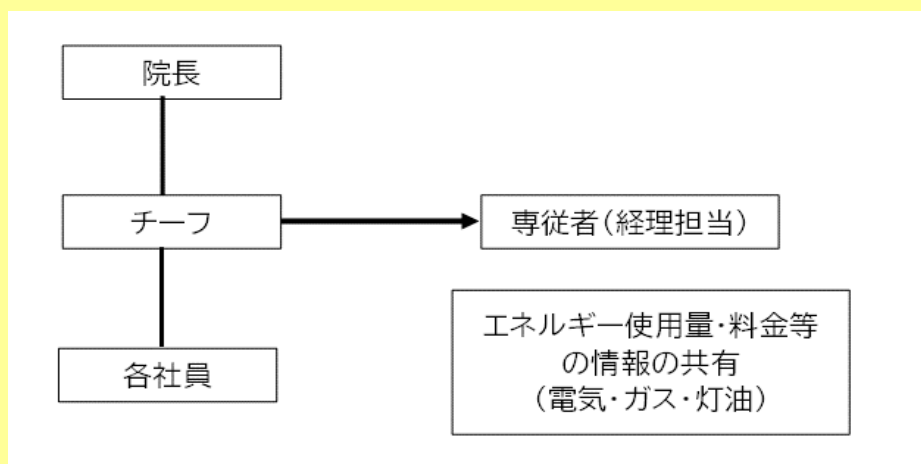 院長
チーフ
専従者(経理担当)
エネルギー使用量・料金等
の情報の共有
(電気・ガス・灯油)
各社員